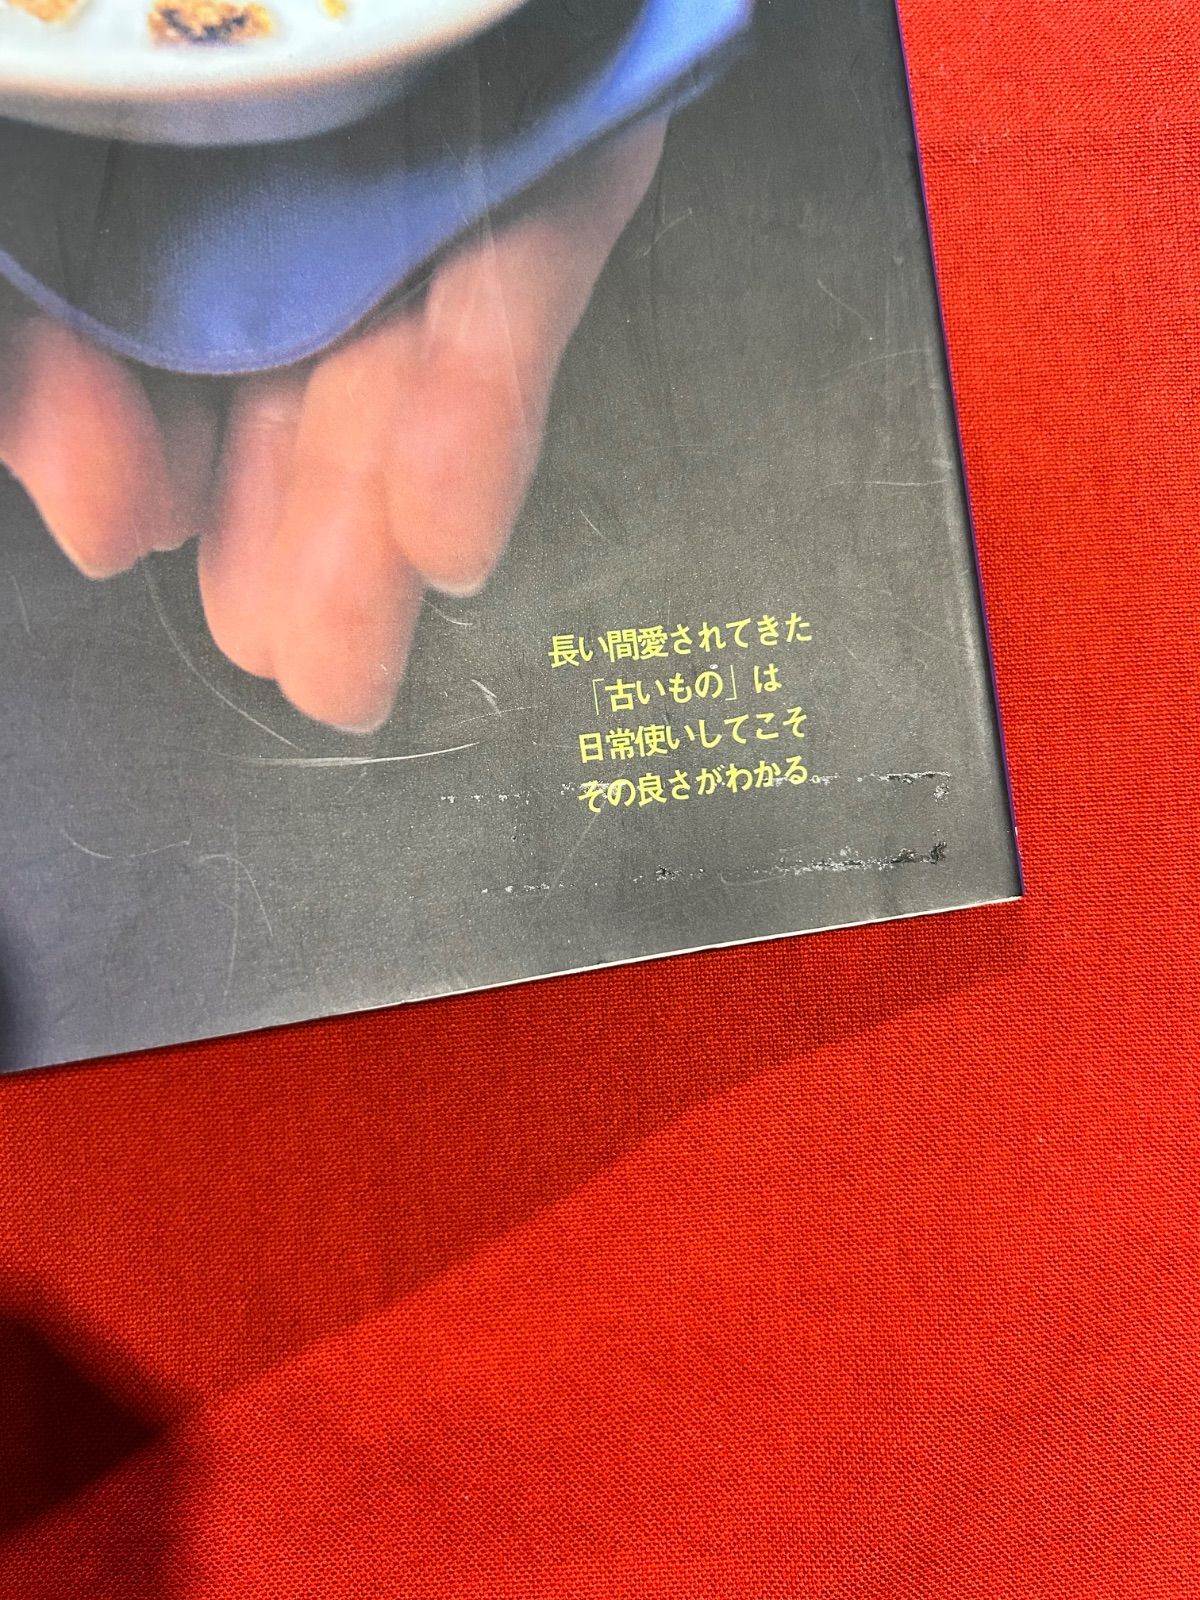 長い間愛されてきた
「古いもの」は
日常使いしてこそ
その良さがわかる。